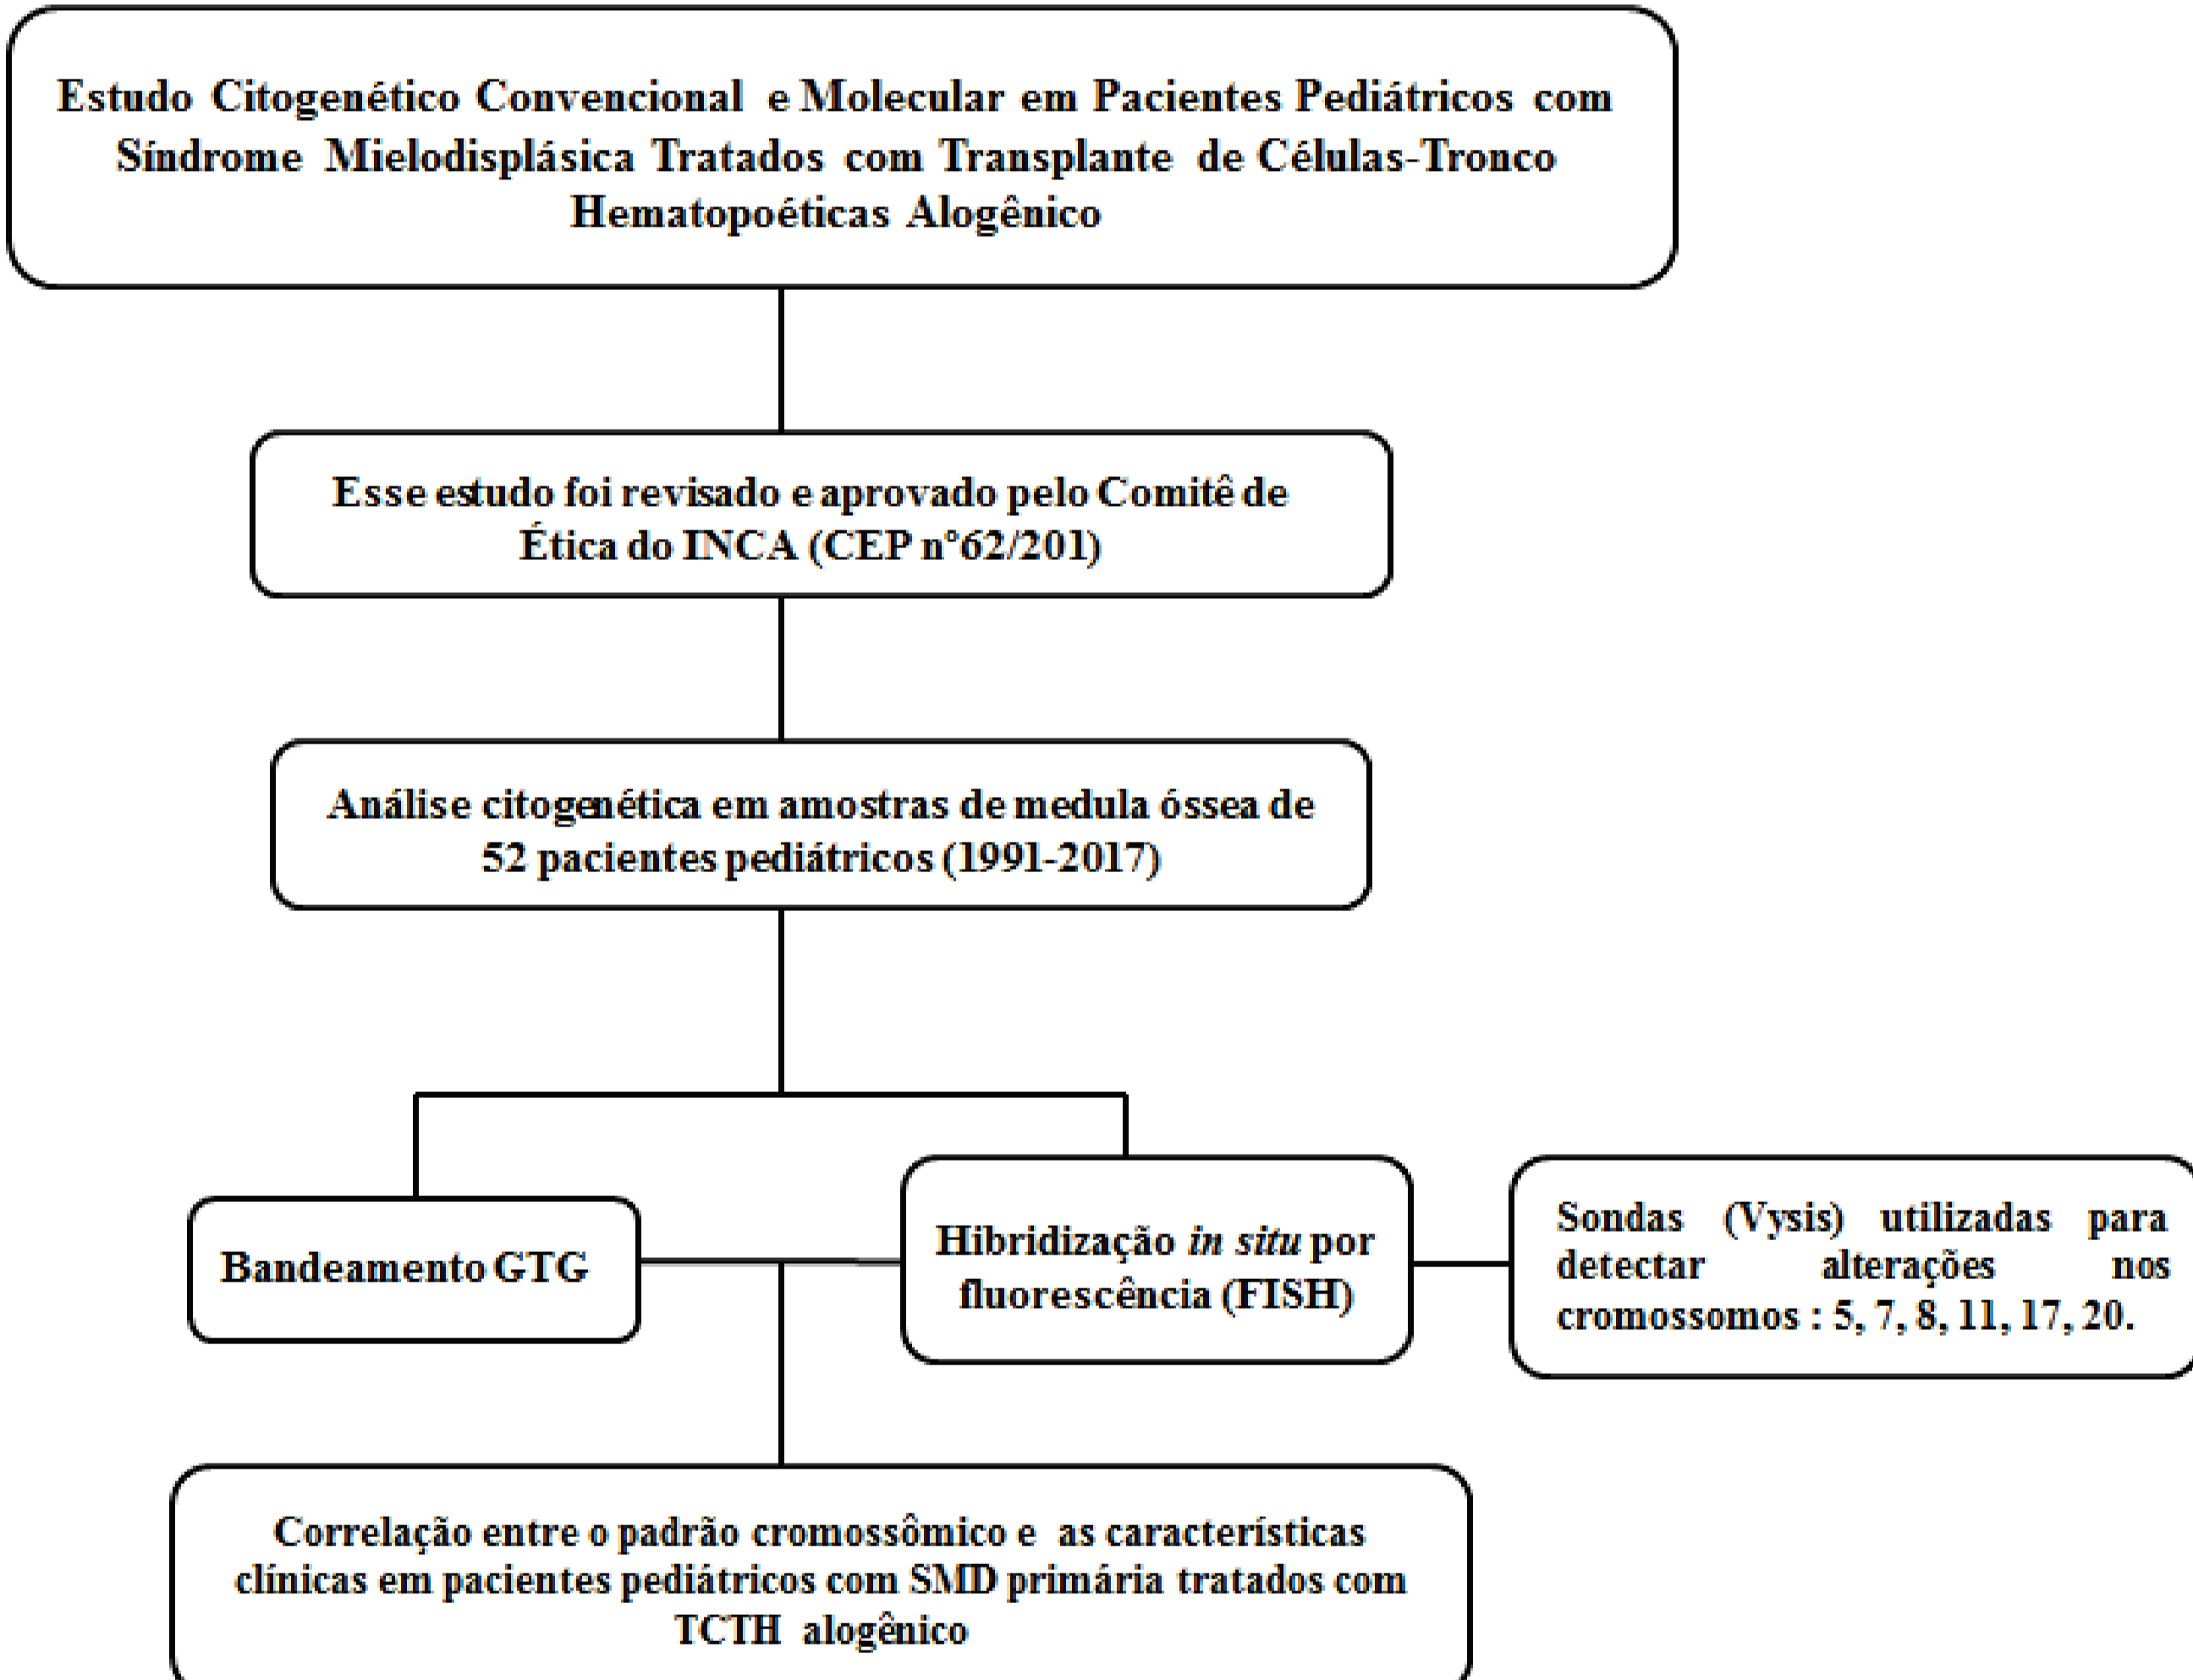 Estudo Citogenético Convencional e Molecular em Pacientes Pediátricos com
Síndrome Mielodisplásica Tratados com Transplante de Células-Tronco
Hematopoéticas Alogênico
Esse estudo foi revisado e aprovado pelo Comitê de
Ética do INCA (CEP nº62/201)
Análise citogenética em amostras de medula óssea de
52 pacientes pediátricos (1991-2017)
Bandeamento GTG
Hibridização in situ por
fluorescência (FISH)
Sondas (Vysis) utilizadas para
detectar alterações nos
cromossomos : 5, 7, 8, 11, 17, 20.
Correlação entre o padrão cromossômico e as características
clínicas em pacientes pediátricos com SMD primária tratados com
TCTH alogênico